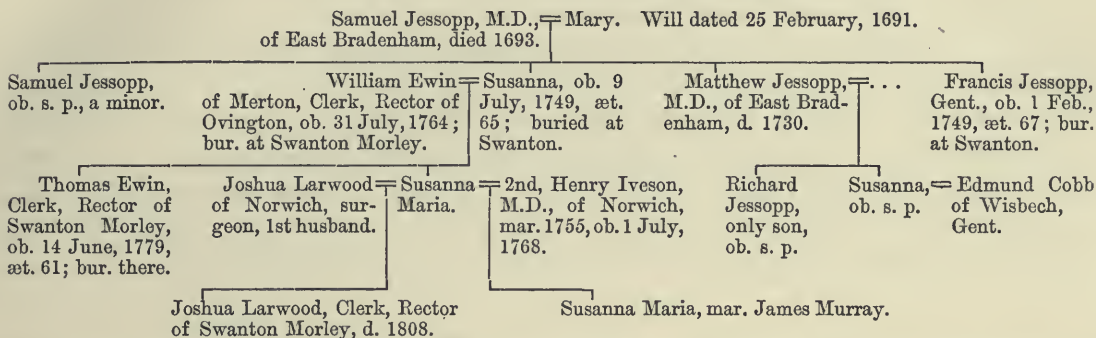 Samuel Jessopp, M.D., = Mary. Will dated 25 February, 1691.
of East Bradenham, died 1693.
Samuel Jessopp,
ob. s. p., a minor.
William Ewin =
of Merton, Clerk, Rector of
Ovington, ob. 31 July, 1764;
bur. at Swanton Morley.
Susanna, ob. 9
July, 1749, æt.
65; buried at
Swanton.
Matthew Jessopp, = ...
M.D., of East Brad-
enham, d. 1730.
Francis Jessopp,
Gent., ob. 1 Feb.,
1749, æt. 67; bur.
at Swanton.
Thomas Ewin,
Clerk, Rector of
Swanton Morley,
ob. 14 June, 1779,
æt. 61; bur. there.
Joshua Larwood =
of Norwich, sur-
geon, 1st husband.
Susanna =
Maria.
2nd, Henry Iveson,
M.D., of Norwich,
mar. 1755, ob. 1 July,
1768.
Richard
Jessopp,
only son,
ob. s. p.
Susanna, =
ob. s. p.
Edmund Cobb
of Wisbech,
Gent.
Joshua Larwood, Clerk, Rector
of Swanton Morley, d. 1808.
Susanna Maria, mar. James Murray.